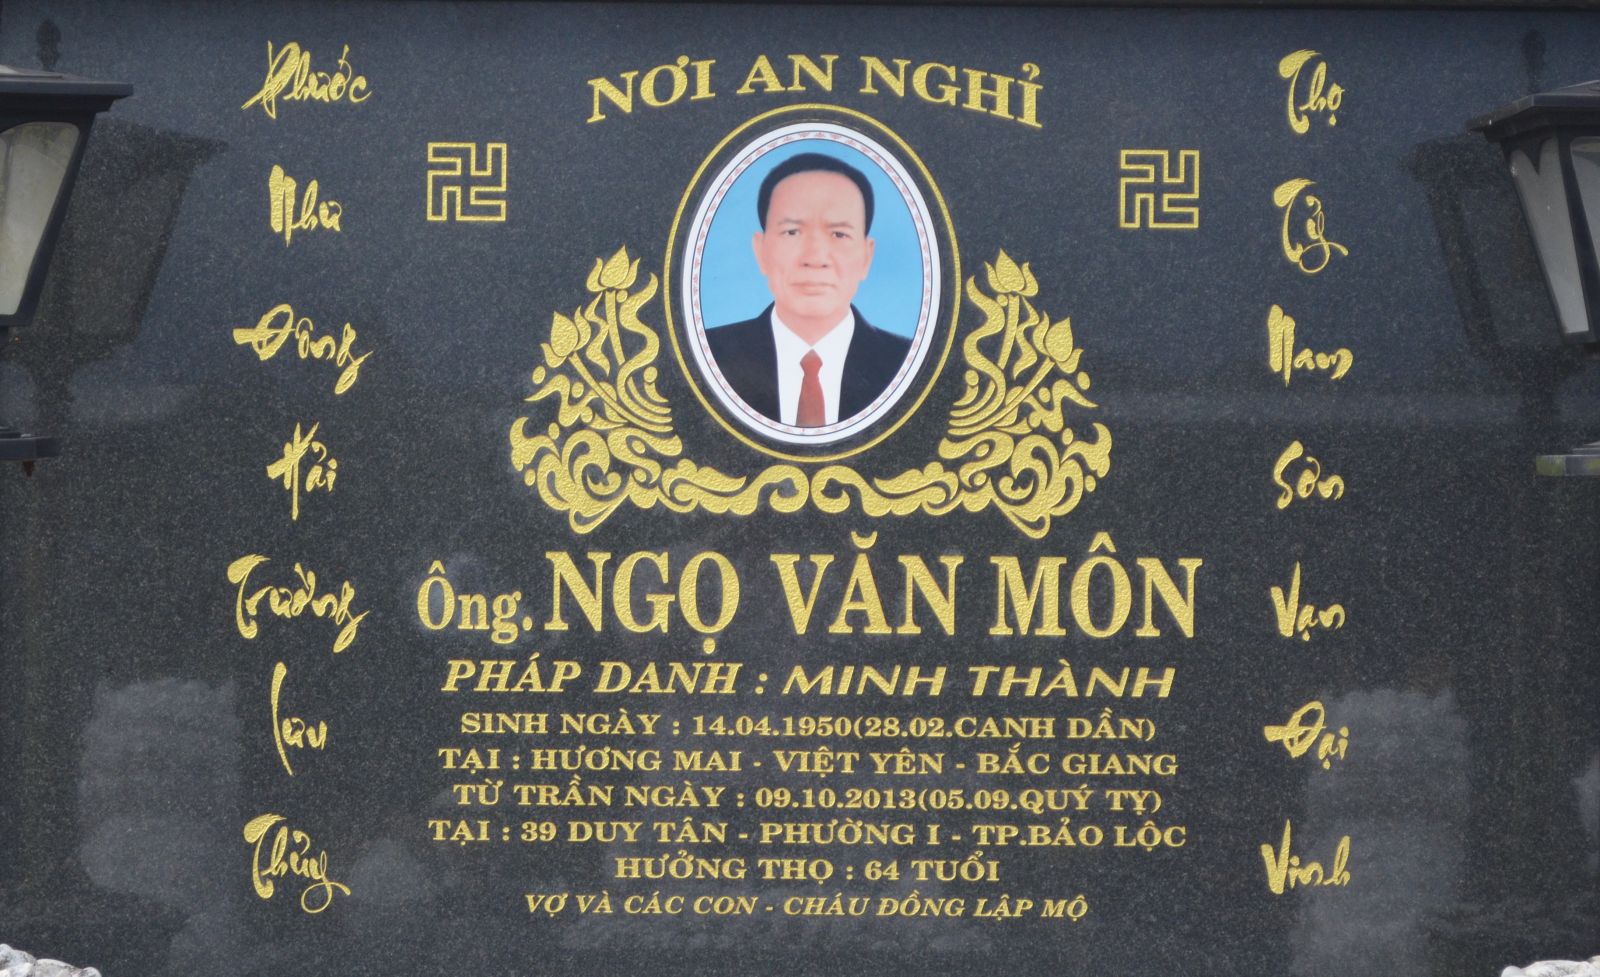 NƠI AN NGHỈ
Phước
Như
Đông
Hải
Trường
Lưu
Thủy
Thọ
Tỷ
Nam
Sơn
Vạn
Đại
Vinh
Ông. NGỌ VĂN MÔN
PHÁP DANH : MINH THÀNH
SINH NGÀY : 14.04.1950(28.02.CANH DẦN)
TẠI : HƯƠNG MAI - VIỆT YÊN - BẮC GIANG
TỪ TRẦN NGÀY : 09.10.2013(05.09.QUÝ TỴ)
TẠI : 39 DUY TÂN - PHƯỜNG I - TP.BẢO LỘC
HƯỞNG THỌ : 64 TUỔI
VỢ VÀ CÁC CON - CHÁU ĐỒNG LẬP MỘ